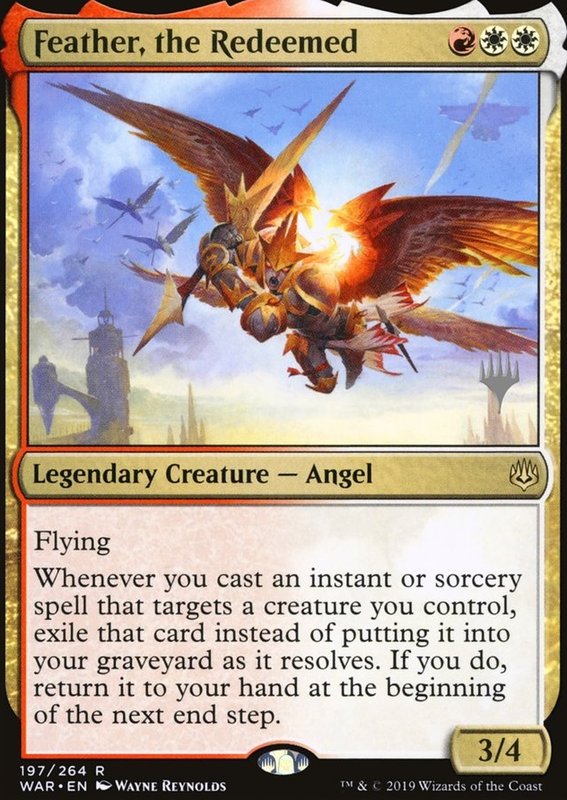 Feather, the Redeemed
Legendary Creature — Angel
Flying
Whenever you cast an instant or sorcery
spell that targets a creature you control,
exile that card instead of putting it into
your graveyard as it resolves. If you do,
return it to your hand at the beginning
of the next end step.
3/4
197/264 R
WAR • EN Wayne Reynolds
™ & © 2019 Wizards of the Coast